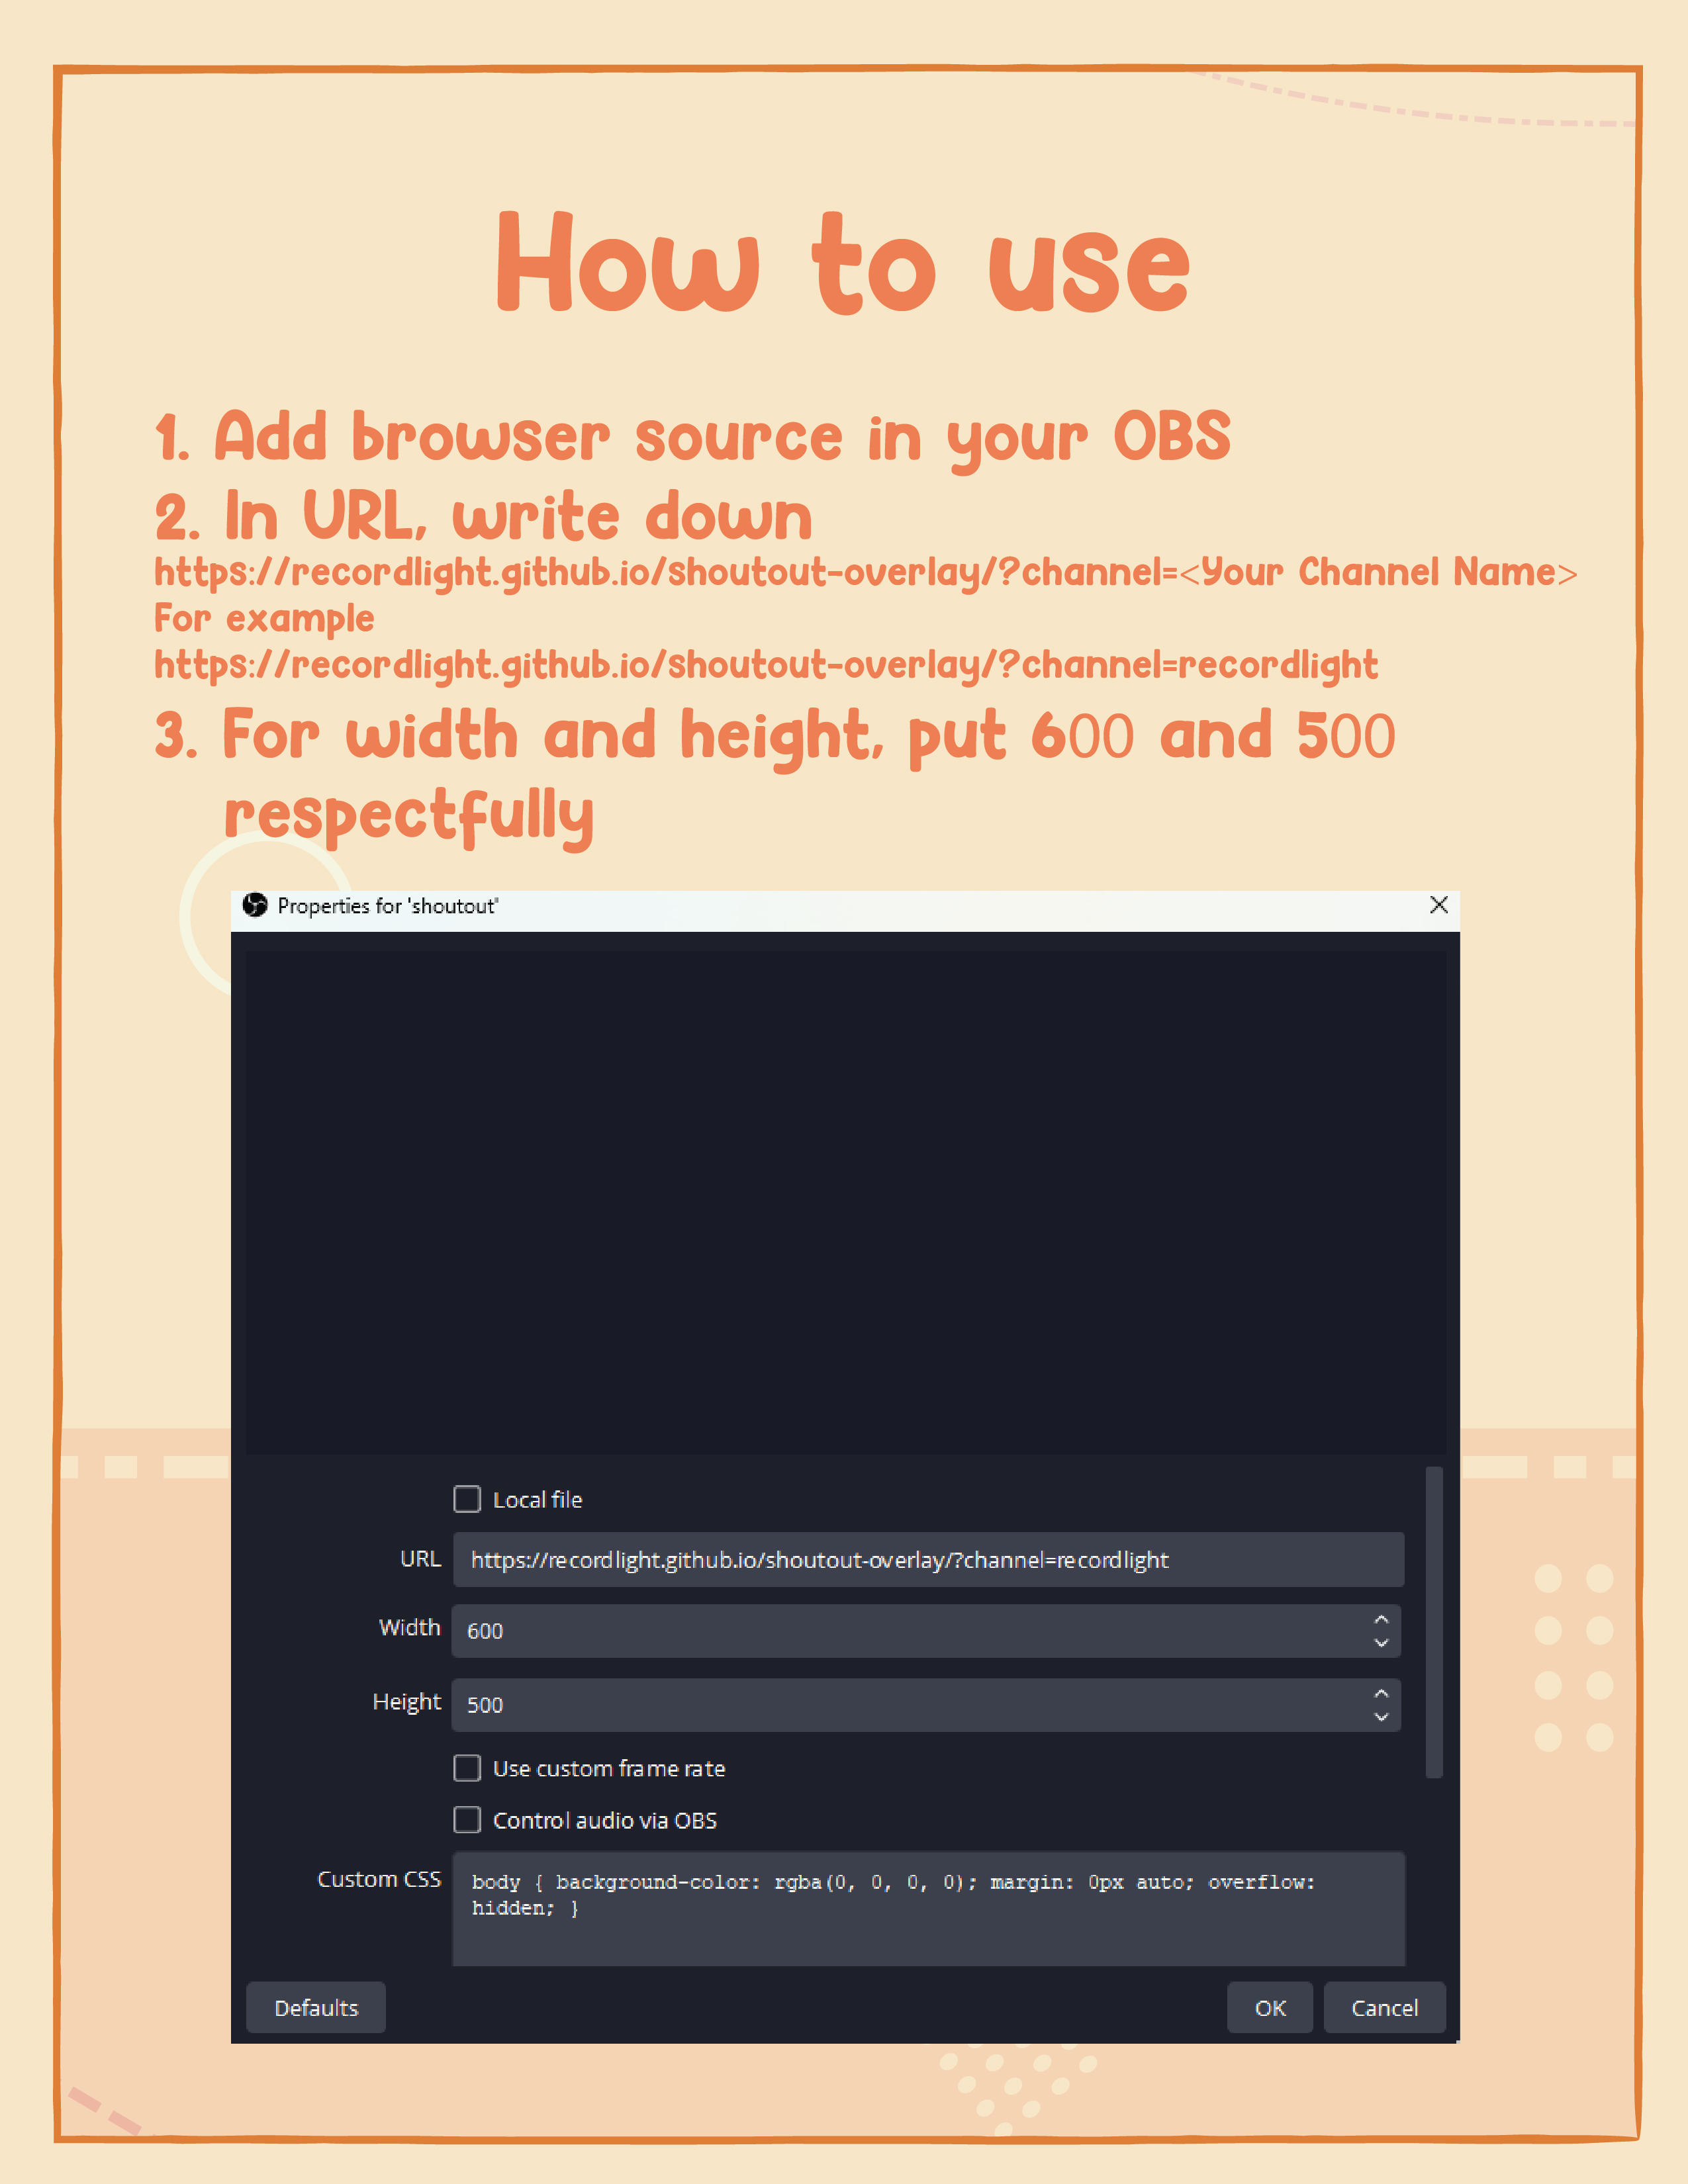 How to use
1. Add browser source in your OBS
2. In URL, write down
https://recordlight.github.io/shoutout-overlay/?channel=<Your Channel Name>
For example
https://recordlight.github.io/shoutout-overlay/?channel=recordlight
3. For width and height, put 600 and 500
respectfully
Properties for 'shoutout'
Local file
URL https://recordlight.github.io/shoutout-overlay/?channel=recordlight
Width 600
Height 500
Use custom frame rate
Control audio via OBS
Custom CSS body { background-color: rgba(0, 0, 0, 0); margin: 0px auto; overflow:
hidden; }
Defaults OK Cancel